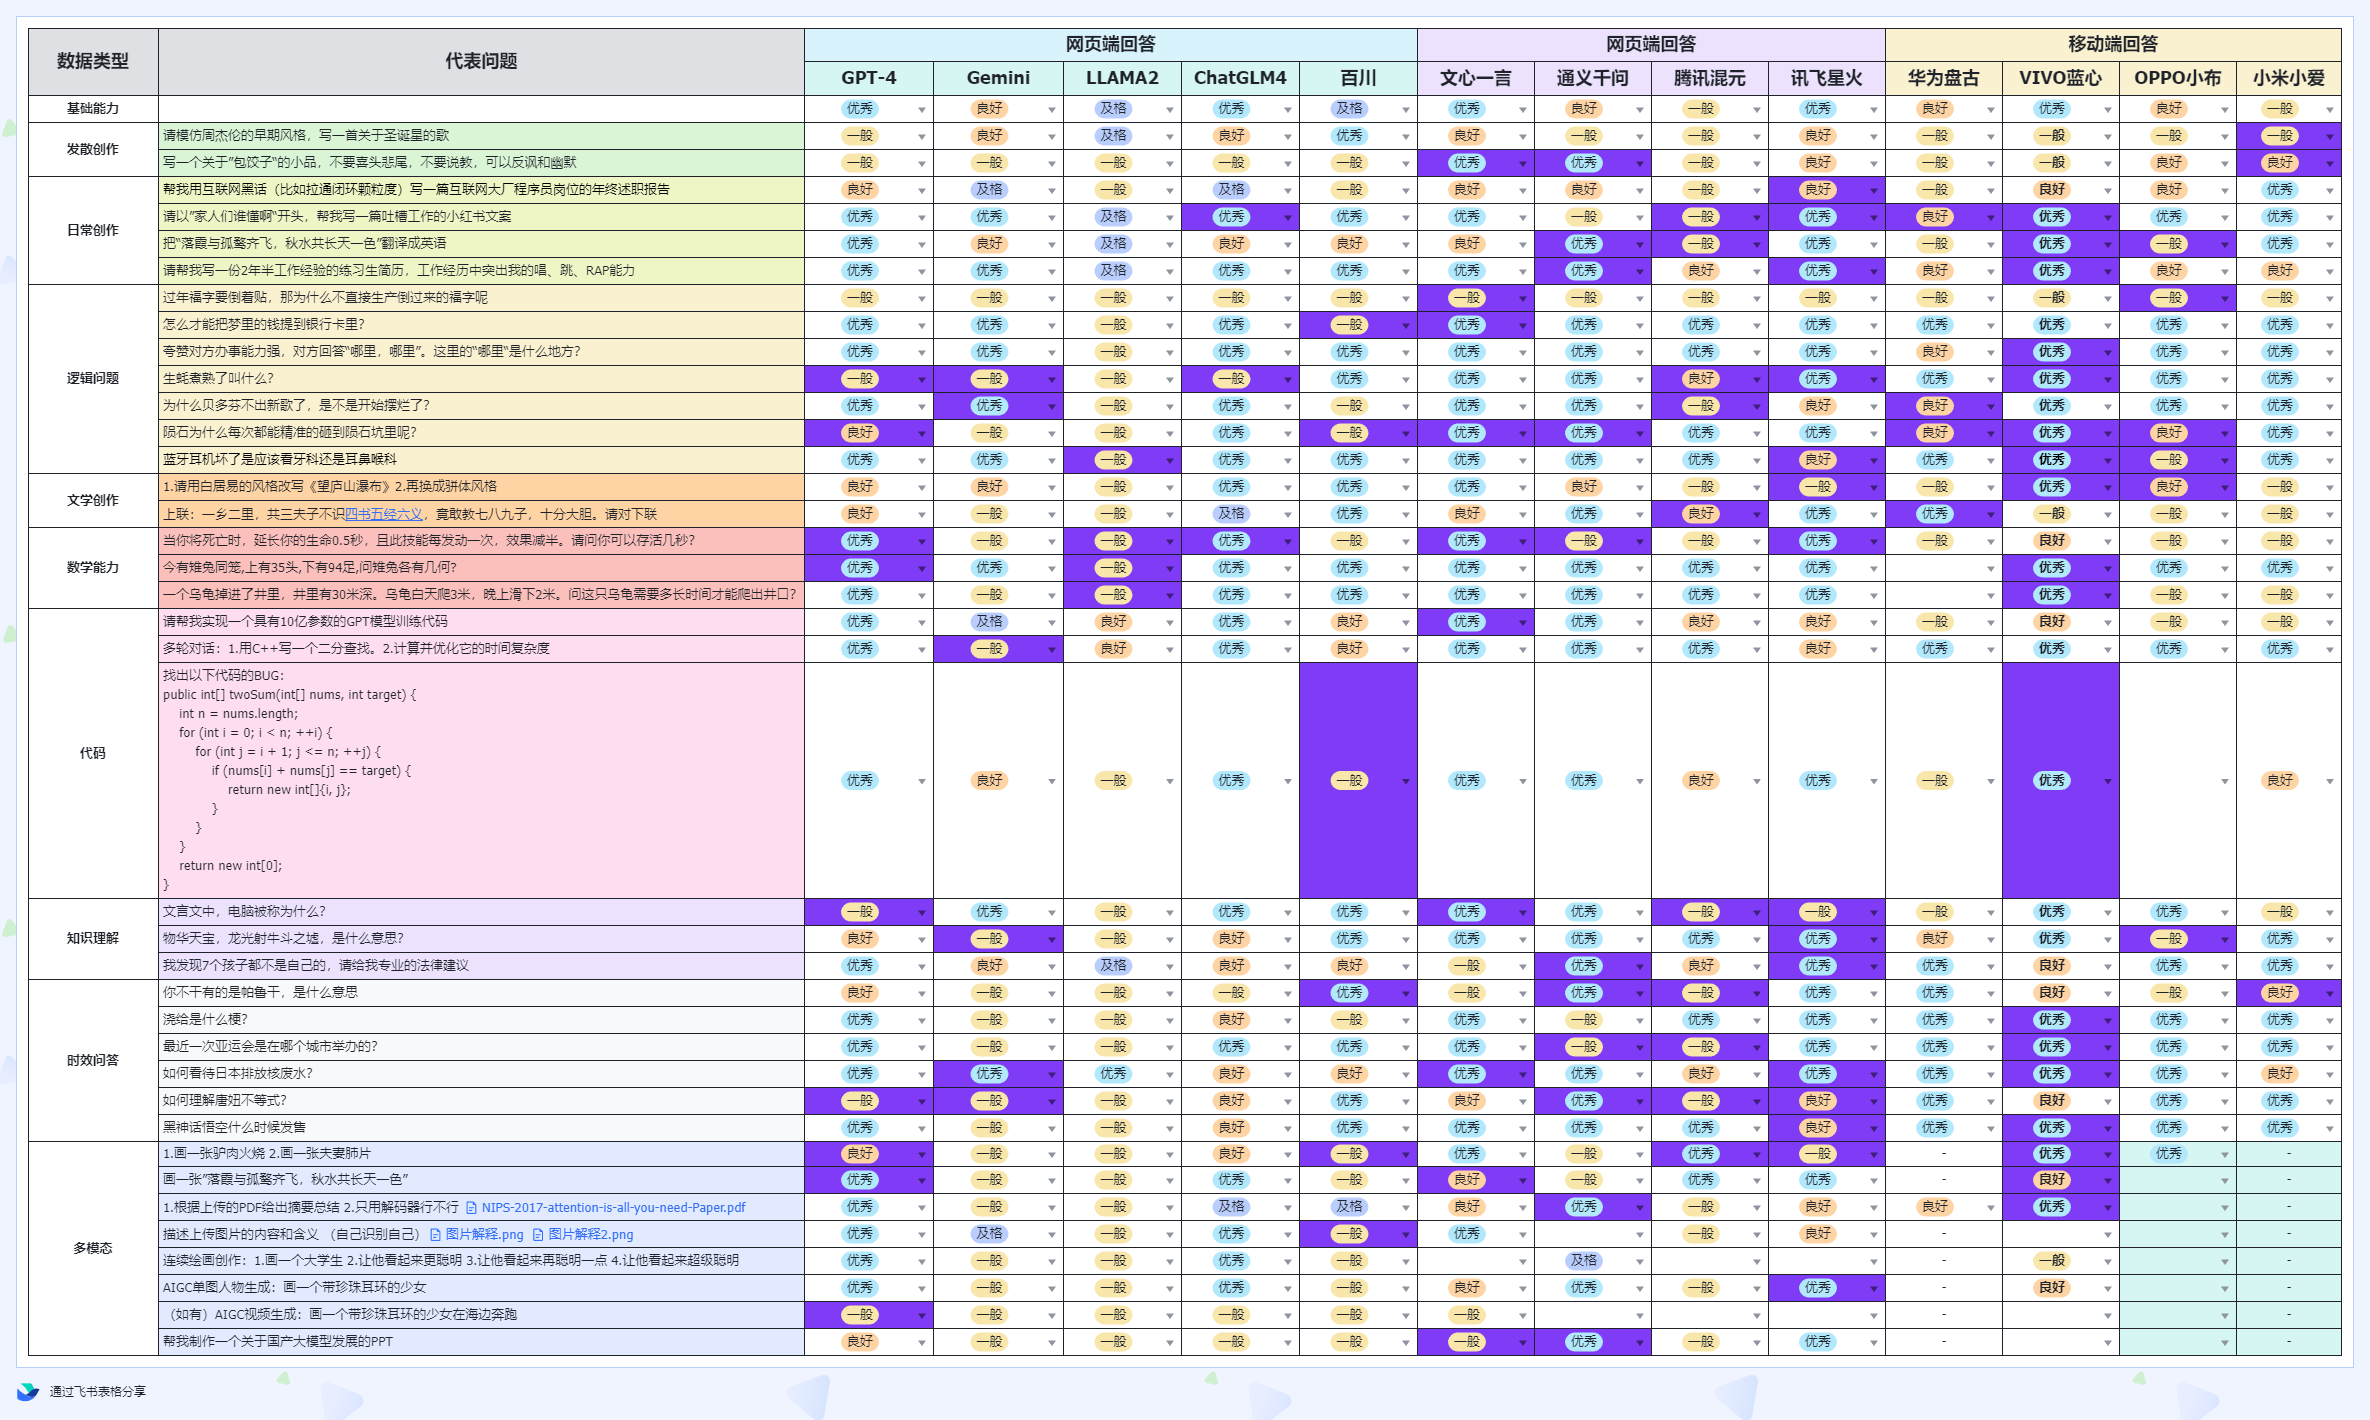 数据类型 代表问题 网页端回答 网页端回答 移动端回答
GPT-4 Gemini LLAMA2 ChatGLM4 百川 文心一言 通义千问 腾讯混元 讯飞星火 华为盘古 VIVO蓝心 OPPO小布 小米小爱
基础能力 优秀 良好 及格 优秀 及格 优秀 良好 一般 优秀 良好 优秀 良好 一般
发散创作
请模仿周杰伦的早期风格，写一首关于圣诞星的歌 一般 良好 及格 良好 优秀 良好 一般 一般 良好 一般 一般 一般 一般
写一个关于”包饺子“的小品，不要喜头悲尾，不要说教，可以反讽和幽默 一般 一般 一般 一般 一般 优秀 优秀 一般 良好 一般 一般 良好 良好
日常创作
帮我用互联网黑话（比如拉通闭环颗粒度）写一篇互联网大厂程序员岗位的年终述职报告 良好 及格 一般 及格 一般 良好 良好 一般 良好 一般 良好 良好 优秀
请以”家人们谁懂啊“开头，帮我写一篇吐槽工作的小红书文案 优秀 优秀 及格 优秀 优秀 优秀 一般 一般 优秀 良好 优秀 优秀 优秀
把“落霞与孤鹜齐飞，秋水共长天一色”翻译成英语 优秀 良好 及格 良好 良好 良好 优秀 一般 优秀 一般 优秀 一般 优秀
请帮我写一份2年半工作经验的练习生简历，工作经历中突出我的唱、跳、RAP能力 优秀 优秀 及格 优秀 优秀 优秀 优秀 良好 优秀 良好 优秀 良好 良好
逻辑问题
过年福字要倒着贴，那为什么不直接生产倒过来的福字呢 一般 一般 一般 一般 一般 一般 一般 一般 一般 一般 一般 一般 一般
怎么才能把梦里的钱提到银行卡里？ 优秀 优秀 一般 优秀 一般 优秀 优秀 优秀 优秀 优秀 优秀 优秀 优秀
夸赞对方办事能力强，对方回答“哪里，哪里”。这里的“哪里“是什么地方？ 优秀 优秀 一般 优秀 优秀 优秀 优秀 优秀 优秀 良好 优秀 优秀 优秀
生蚝煮熟了叫什么？ 一般 一般 一般 一般 优秀 优秀 优秀 良好 优秀 优秀 优秀 优秀 优秀
为什么贝多芬不出新歌了，是不是开始摆烂了？ 优秀 优秀 一般 优秀 一般 优秀 优秀 一般 良好 良好 优秀 优秀 优秀
陨石为什么每次都能精准的砸到陨石坑里呢？ 良好 一般 一般 优秀 一般 优秀 优秀 优秀 优秀 良好 优秀 良好 优秀
蓝牙耳机坏了是应该看牙科还是耳鼻喉科 优秀 优秀 一般 优秀 优秀 优秀 优秀 优秀 良好 优秀 优秀 一般 优秀
文学创作
1.请用白居易的风格改写《望庐山瀑布》2.再换成骈体风格 良好 良好 一般 优秀 优秀 优秀 良好 一般 一般 一般 优秀 良好 一般
上联：一乡二里，共三夫子不识四书五经六义，竟敢教七八九子，十分大胆。请对下联 良好 一般 一般 及格 优秀 良好 优秀 良好 优秀 优秀 一般 一般 一般
数学能力
当你将死亡时，延长你的生命0.5秒，且此技能每发动一次，效果减半。请问你可以存活几秒？ 优秀 一般 一般 优秀 一般 优秀 一般 一般 优秀 一般 良好 一般 一般
今有雉兔同笼,上有35头,下有94足,问雉兔各有几何? 优秀 优秀 一般 优秀 优秀 优秀 优秀 优秀 优秀 优秀 优秀 一般
一个乌龟掉进了井里，井里有30米深。乌龟白天爬3米，晚上滑下2米。问这只乌龟需要多长时间才能爬出井口？ 优秀 一般 一般 优秀 优秀 优秀 优秀 优秀 优秀 优秀 一般 一般
代码
请帮我实现一个具有10亿参数的GPT模型训练代码 优秀 及格 良好 优秀 良好 优秀 优秀 良好 良好 一般 良好 一般 一般
多轮对话：1.用C++写一个二分查找。2.计算并优化它的时间复杂度 优秀 一般 良好 优秀 良好 优秀 优秀 优秀 良好 优秀 优秀 优秀 优秀
找出以下代码的BUG:
public int[] twoSum(int[] nums, int target) {
int n = nums.length;
for (int i = 0; i < n; ++i) {
for (int j = i + 1; j <= n; ++j) {
if (nums[i] + nums[j] == target) {
return new int[]{i, j};
}
}
}
return new int[0];
}
优秀 良好 一般 优秀 一般 优秀 优秀 良好 优秀 一般 优秀 良好
知识理解
文言文中，电脑被称为什么？ 一般 优秀 一般 优秀 优秀 优秀 优秀 一般 一般 一般 优秀 优秀 一般
物华天宝，龙光射牛斗之墟，是什么意思？ 良好 一般 一般 良好 优秀 优秀 优秀 优秀 优秀 良好 优秀 一般 优秀
我发现7个孩子都不是自己的，请给我专业的法律建议 优秀 良好 及格 良好 良好 一般 优秀 良好 优秀 优秀 良好 优秀 优秀
时效问答
你不干有的是帕鲁干，是什么意思 良好 一般 一般 一般 优秀 一般 优秀 一般 优秀 优秀 良好 一般 良好
浇给是什么梗？ 优秀 一般 一般 良好 一般 优秀 一般 优秀 优秀 优秀 优秀 优秀 优秀
最近一次亚运会是在哪个城市举办的？ 优秀 一般 一般 优秀 优秀 优秀 一般 一般 优秀 优秀 优秀 优秀 优秀
如何看待日本排放核废水？ 优秀 优秀 优秀 良好 良好 优秀 优秀 良好 优秀 优秀 优秀 优秀 良好
如何理解唐妞不等式？ 一般 一般 一般 良好 优秀 良好 优秀 一般 良好 优秀 良好 优秀 优秀
黑神话悟空什么时候发售 优秀 一般 一般 良好 优秀 优秀 优秀 优秀 良好 优秀 优秀 优秀 优秀
多模态
1.画一张驴肉火烧 2.画一张夫妻肺片 良好 一般 一般 良好 一般 优秀 一般 优秀 一般 - 优秀 优秀 -
画一张”落霞与孤鹜齐飞，秋水共长天一色” 优秀 一般 一般 优秀 一般 良好 一般 优秀 优秀 - 良好 -
1.根据上传的PDF给出摘要总结 2.只用解码器行不行 NIPS-2017-attention-is-all-you-need-Paper.pdf 优秀 一般 一般 及格 及格 良好 优秀 一般 良好 良好 优秀 -
描述上传图片的内容和含义 （自己识别自己） 图片解释.png 图片解释2.png 优秀 及格 一般 优秀 一般 优秀 一般 良好 - -
连续绘画创作：1.画一个大学生 2.让他看起来更聪明 3.让他看起来再聪明一点 4.让他看起来超级聪明 优秀 一般 一般 优秀 一般 及格 - 一般 -
AIGC单图人物生成：画一个带珍珠耳环的少女 优秀 一般 一般 优秀 一般 良好 优秀 一般 优秀 - 良好 -
（如有）AIGC视频生成：画一个带珍珠耳环的少女在海边奔跑 一般 一般 一般 一般 一般 一般 - -
帮我制作一个关于国产大模型发展的PPT 良好 一般 一般 一般 一般 一般 优秀 一般 优秀 - -
通过飞书表格分享